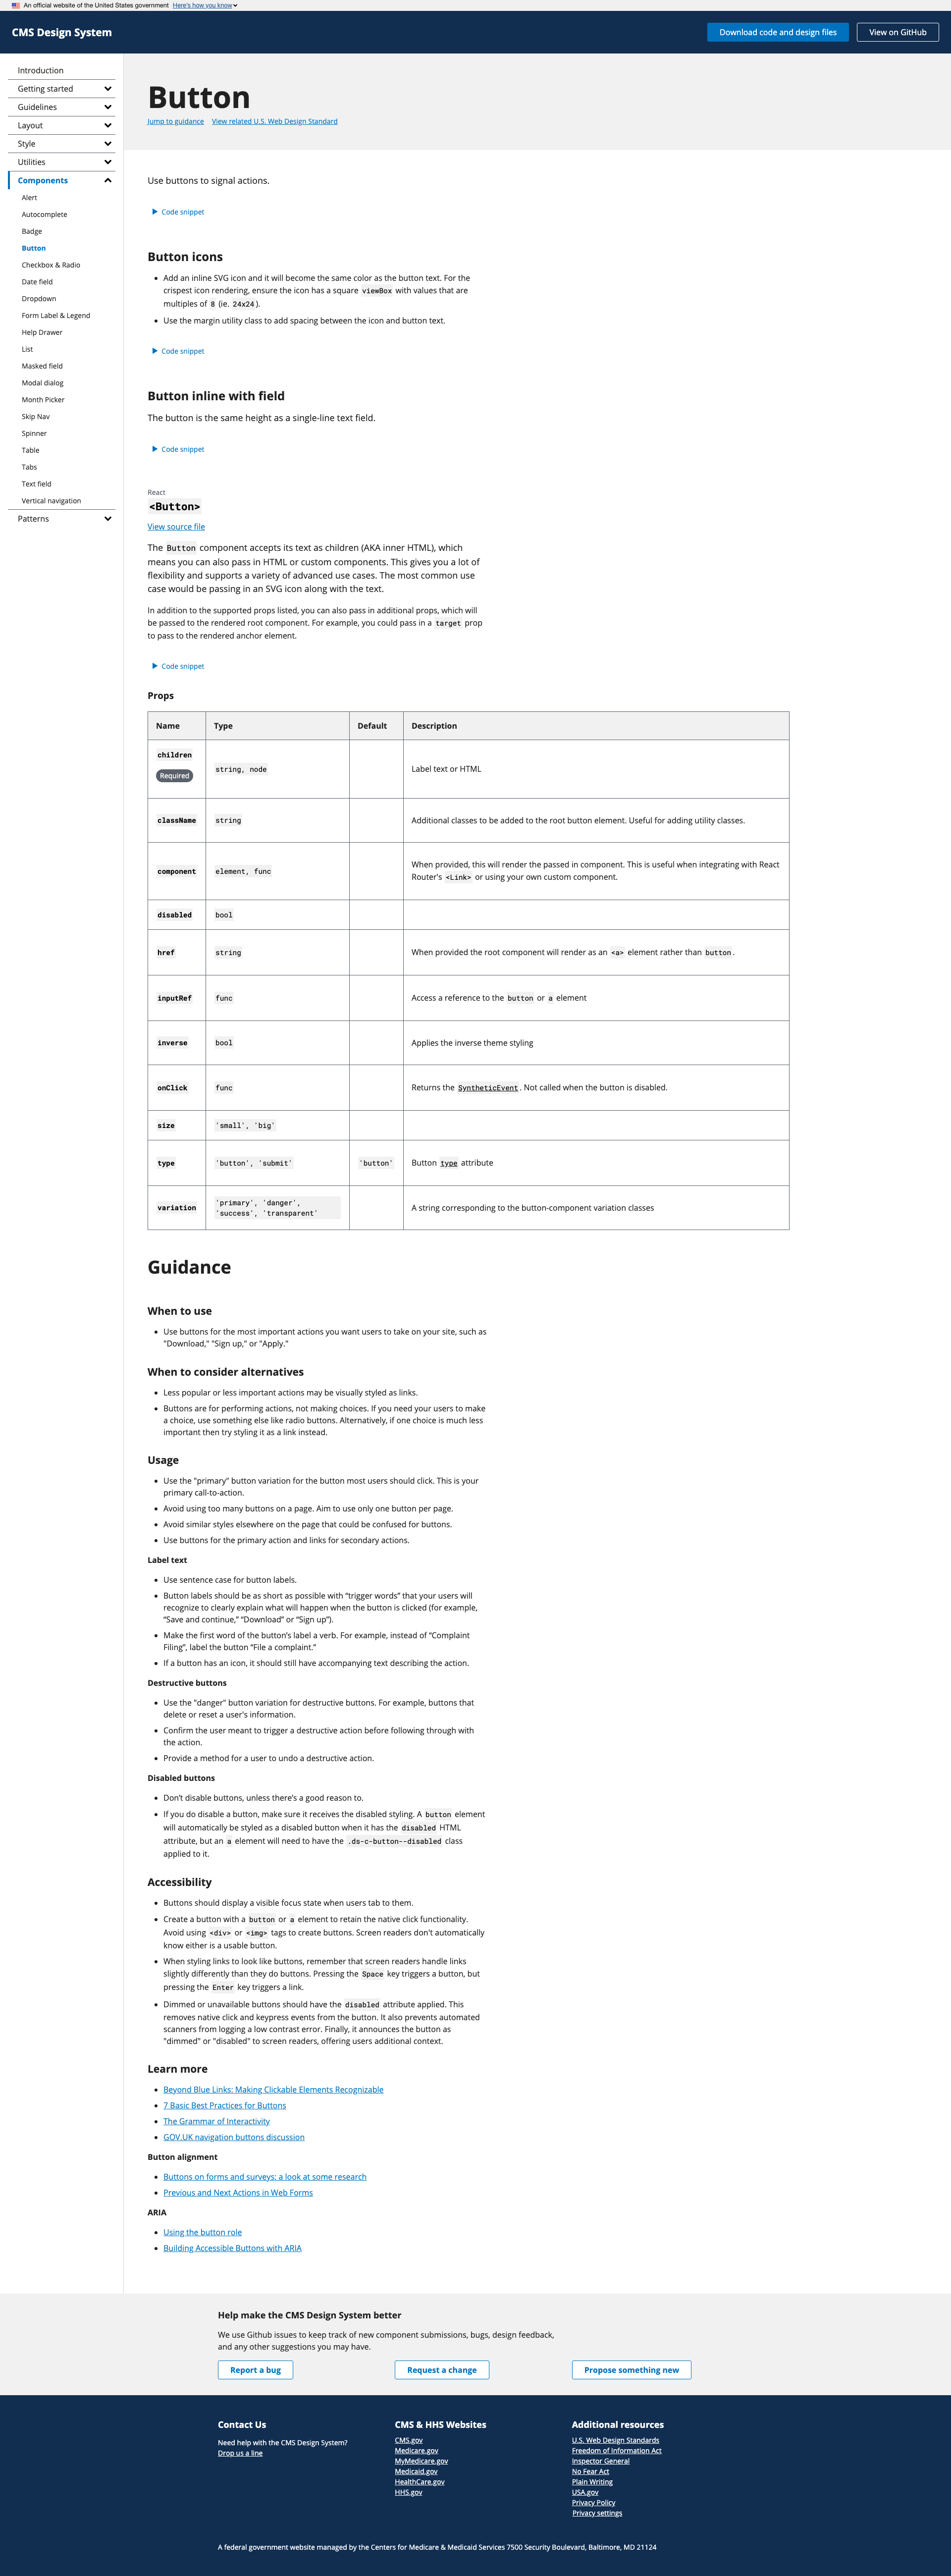 An official website of the United States government Here's how you know
CMS Design System
Download code and design files
View on GitHub
Introduction
Getting started
Guidelines
Layout
Style
Utilities
Components
Alert
Autocomplete
Badge
Button
Checkbox & Radio
Date field
Dropdown
Form Label & Legend
Help Drawer
List
Masked field
Modal dialog
Month Picker
Skip Nav
Spinner
Table
Tabs
Text field
Vertical navigation
Patterns
Button
Jump to guidance View related U.S. Web Design Standard
Use buttons to signal actions.
Code snippet
Button icons
• Add an inline SVG icon and it will become the same color as the button text. For the
crispest icon rendering, ensure the icon has a square viewBox with values that are
multiples of 8 (ie. 24x24).
• Use the margin utility class to add spacing between the icon and button text.
Code snippet
Button inline with field
The button is the same height as a single-line text field.
Code snippet
React
<Button>
View source file
The Button component accepts its text as children (AKA inner HTML), which
means you can also pass in HTML or custom components. This gives you a lot of
flexibility and supports a variety of advanced use cases. The most common use
case would be passing in an SVG icon along with the text.
In addition to the supported props listed, you can also pass in additional props, which will
be passed to the rendered root component. For example, you could pass in a target prop
to pass to the rendered anchor element.
Code snippet
Props
Name Type Default Description
children
Required
string, node
Label text or HTML
className string Additional classes to be added to the root button element. Useful for adding utility classes.
component element, func When provided, this will render the passed in component. This is useful when integrating with React
Router's <Link> or using your own custom component.
disabled bool
href string When provided the root component will render as an <a> element rather than button.
inputRef func Access a reference to the button or a element
inverse bool Applies the inverse theme styling
onClick func Returns the SyntheticEvent. Not called when the button is disabled.
size 'small', 'big'
type 'button', 'submit' 'button' Button type attribute
variation 'primary', 'danger',
'success', 'transparent'
A string corresponding to the button-component variation classes
Guidance
When to use
• Use buttons for the most important actions you want users to take on your site, such as
"Download," "Sign up," or "Apply."
When to consider alternatives
• Less popular or less important actions may be visually styled as links.
• Buttons are for performing actions, not making choices. If you need your users to make
a choice, use something else like radio buttons. Alternatively, if one choice is much less
important then try styling it as a link instead.
Usage
• Use the "primary" button variation for the button most users should click. This is your
primary call-to-action.
• Avoid using too many buttons on a page. Aim to use only one button per page.
• Avoid similar styles elsewhere on the page that could be confused for buttons.
• Use buttons for the primary action and links for secondary actions.
Label text
• Use sentence case for button labels.
• Button labels should be as short as possible with “trigger words” that your users will
recognize to clearly explain what will happen when the button is clicked (for example,
“Save and continue,” “Download” or “Sign up”).
• Make the first word of the button’s label a verb. For example, instead of “Complaint
Filing”, label the button “File a complaint.”
• If a button has an icon, it should still have accompanying text describing the action.
Destructive buttons
• Use the "danger" button variation for destructive buttons. For example, buttons that
delete or reset a user's information.
• Confirm the user meant to trigger a destructive action before following through with
the action.
• Provide a method for a user to undo a destructive action.
Disabled buttons
• Don’t disable buttons, unless there’s a good reason to.
• If you do disable a button, make sure it receives the disabled styling. A button element
will automatically be styled as a disabled button when it has the disabled HTML
attribute, but an a element will need to have the .ds-c-button--disabled class
applied to it.
Accessibility
• Buttons should display a visible focus state when users tab to them.
• Create a button with a button or a element to retain the native click functionality.
Avoid using <div> or <img> tags to create buttons. Screen readers don't automatically
know either is a usable button.
• When styling links to look like buttons, remember that screen readers handle links
slightly differently than they do buttons. Pressing the Space key triggers a button, but
pressing the Enter key triggers a link.
• Dimmed or unavailable buttons should have the disabled attribute applied. This
removes native click and keypress events from the button. It also prevents automated
scanners from logging a low contrast error. Finally, it announces the button as
"dimmed" or "disabled" to screen readers, offering users additional context.
Learn more
• Beyond Blue Links: Making Clickable Elements Recognizable
• 7 Basic Best Practices for Buttons
• The Grammar of Interactivity
• GOV.UK navigation buttons discussion
Button alignment
• Buttons on forms and surveys: a look at some research
• Previous and Next Actions in Web Forms
ARIA
• Using the button role
• Building Accessible Buttons with ARIA
Help make the CMS Design System better
We use Github issues to keep track of new component submissions, bugs, design feedback,
and any other suggestions you may have.
Report a bug
Request a change
Propose something new
Contact Us
Need help with the CMS Design System?
Drop us a line
CMS & HHS Websites
CMS.gov
Medicare.gov
MyMedicare.gov
Medicaid.gov
HealthCare.gov
HHS.gov
Additional resources
U.S. Web Design Standards
Freedom of Information Act
Inspector General
No Fear Act
Plain Writing
USA.gov
Privacy Policy
Privacy settings
A federal government website managed by the Centers for Medicare & Medicaid Services 7500 Security Boulevard, Baltimore, MD 21124